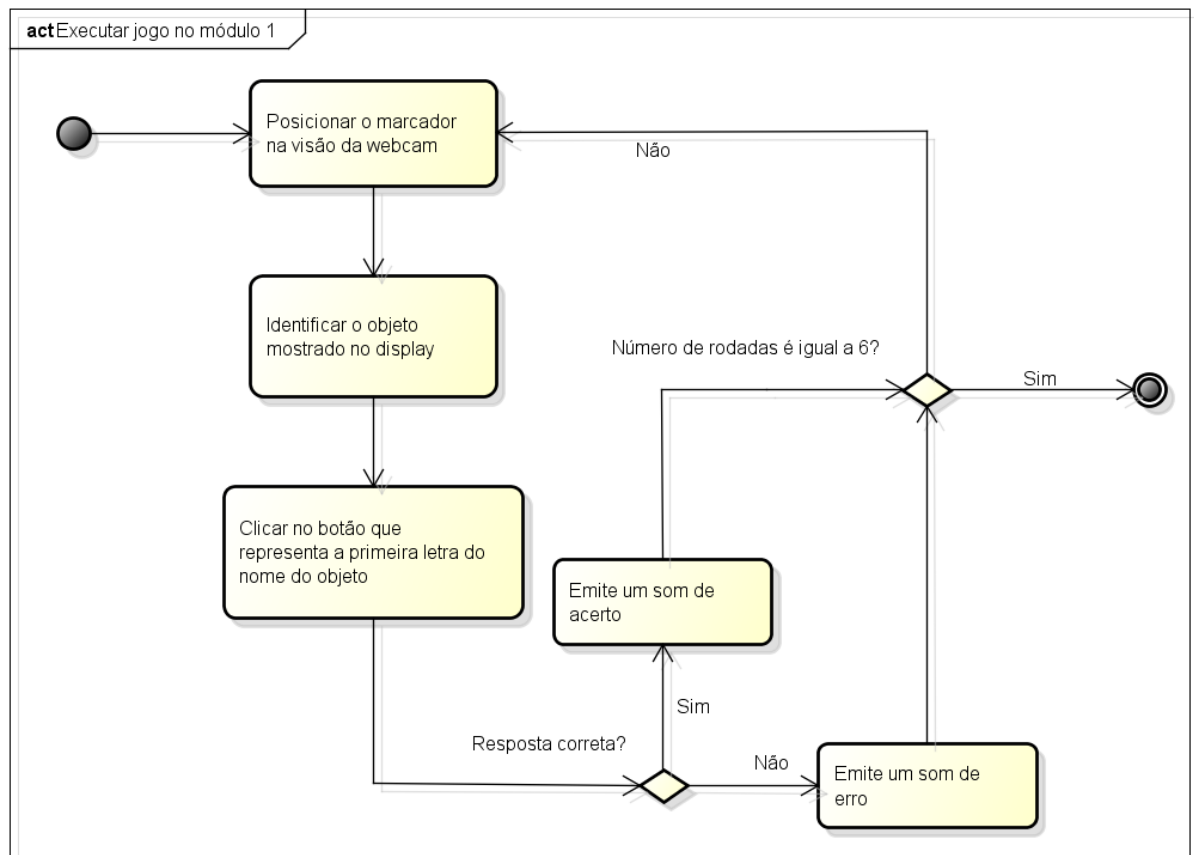 act Executar jogo no módulo 1
Posicionar o marcador
na visão da webcam
Não
Identificar o objeto
mostrado no display
Número de rodadas é igual a 6?
Sim
Clicar no botão que
representa a primeira letra do
nome do objeto
Emite um som de
acerto
Sim
Resposta correta?
Não
Emite um som de
erro